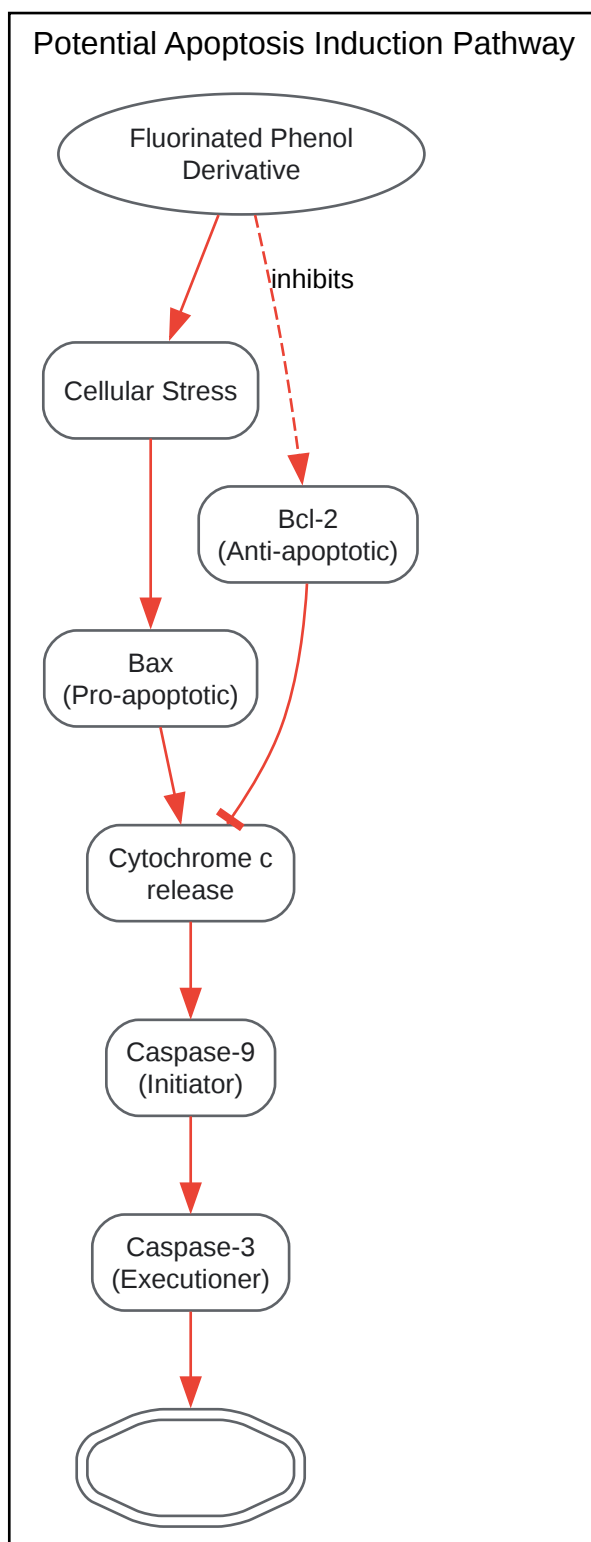 Potential Apoptosis Induction Pathway
Fluorinated Phenol
Derivative
inhibits
Cellular Stress
Bcl-2
(Anti-apoptotic)
Bax
(Pro-apoptotic)
Cytochrome c
release
Caspase-9
(Initiator)
Caspase-3
(Executioner)